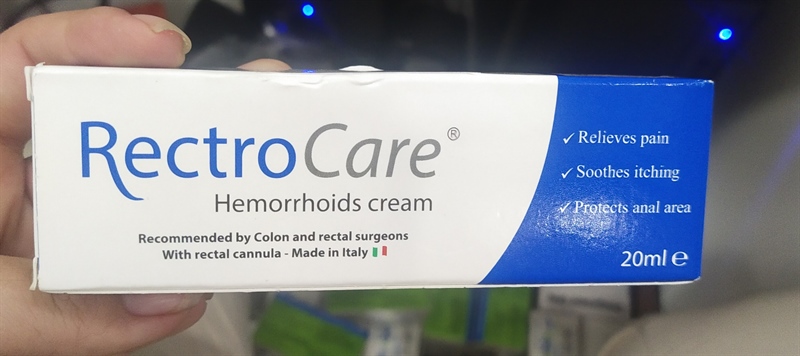 RectroCare®
Hemorrhoids cream
Recommended by Colon and rectal surgeons
With rectal cannula - Made in Italy
✓ Relieves pain
✓ Soothes itching
✓ Protects anal area
20ml ℮